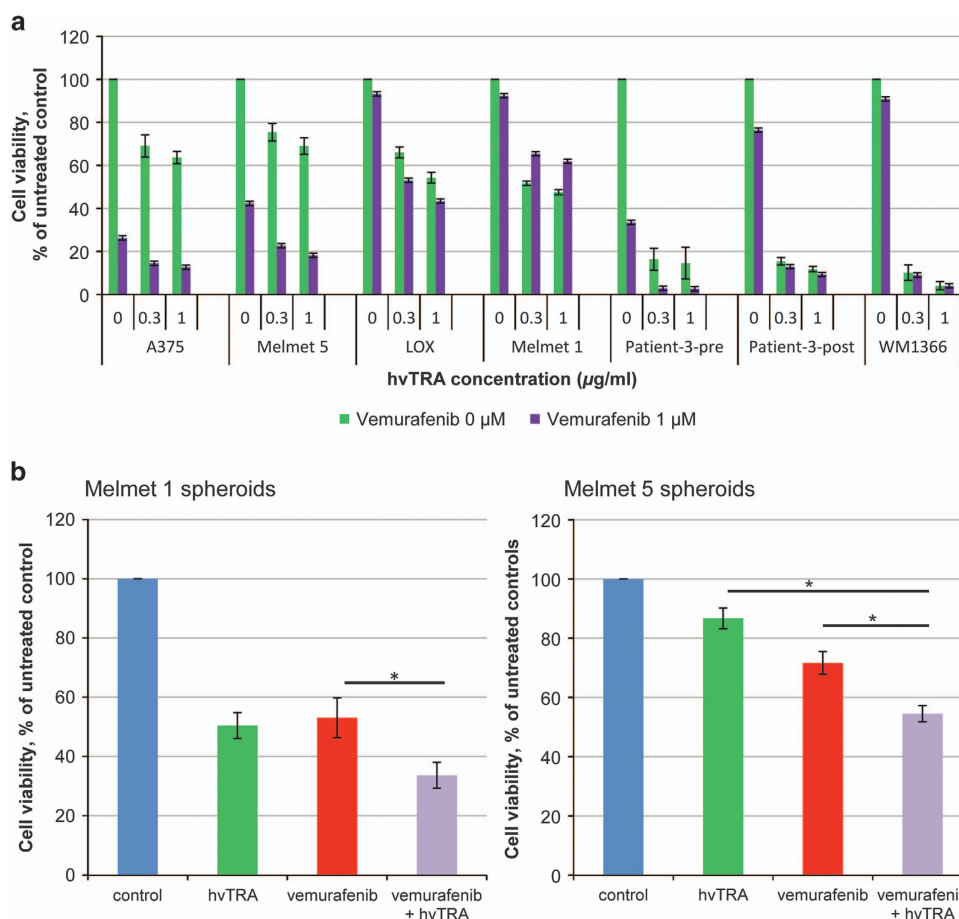 a
120
100
80
60
40
20
0
Cell viability,
% of untreated control
0 0.3 1 0 0.3 1 0 0.3 1 0 0.3 1 0 0.3 1 0 0.3 1 0 0.3 1
A375 Melmet 5 LOX Melmet 1 Patient-3-pre Patient-3-post WM1366
hvTRA concentration (µg/ml)
Vemurafenib 0 µM Vemurafenib 1 µM
b
Melmet 1 spheroids
120
100
80
60
40
20
0
Cell viability, % of untreated control
*
control hvTRA vemurafenib vemurafenib
+ hvTRA
Melmet 5 spheroids
120
100
80
60
40
20
0
Cell viability, % of untreated controls
*
*
control hvTRA vemurafenib vemurafeni
+ hvTRA